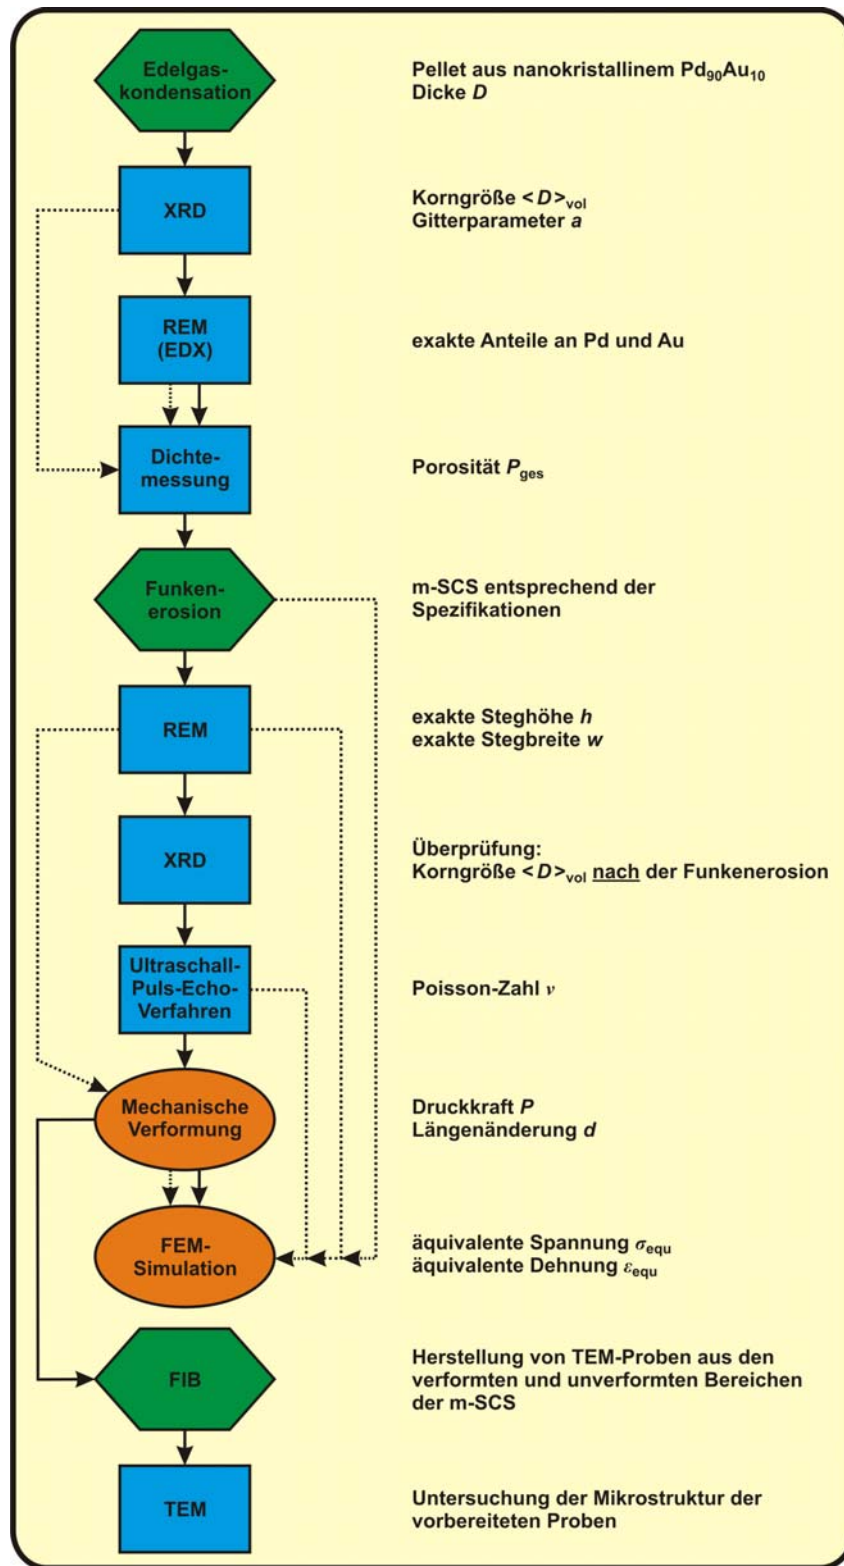 Edelgas-
kondensation
Pellet aus nanokristallinem Pd₉₀Au₁₀
Dicke D
XRD
Korngröße <D>vol
Gitterparameter a
REM
(EDX)
exakte Anteile an Pd und Au
Dichte-
messung
Porosität Pges
Funken-
erosion
m-SCS entsprechend der
Spezifikationen
REM
exakte Steghöhe h
exakte Stegbreite w
XRD
Überprüfung:
Korngröße <D>vol nach der Funkenerosion
Ultraschall-
Puls-Echo-
Verfahren
Poisson-Zahl ν
Mechanische
Verformung
Druckkraft P
Längenänderung d
FEM-
Simulation
äquivalente Spannung σequ
äquivalente Dehnung εequ
FIB
Herstellung von TEM-Proben aus den
verformten und unverformten Bereichen
der m-SCS
TEM
Untersuchung der Mikrostruktur der
vorbereiteten Proben